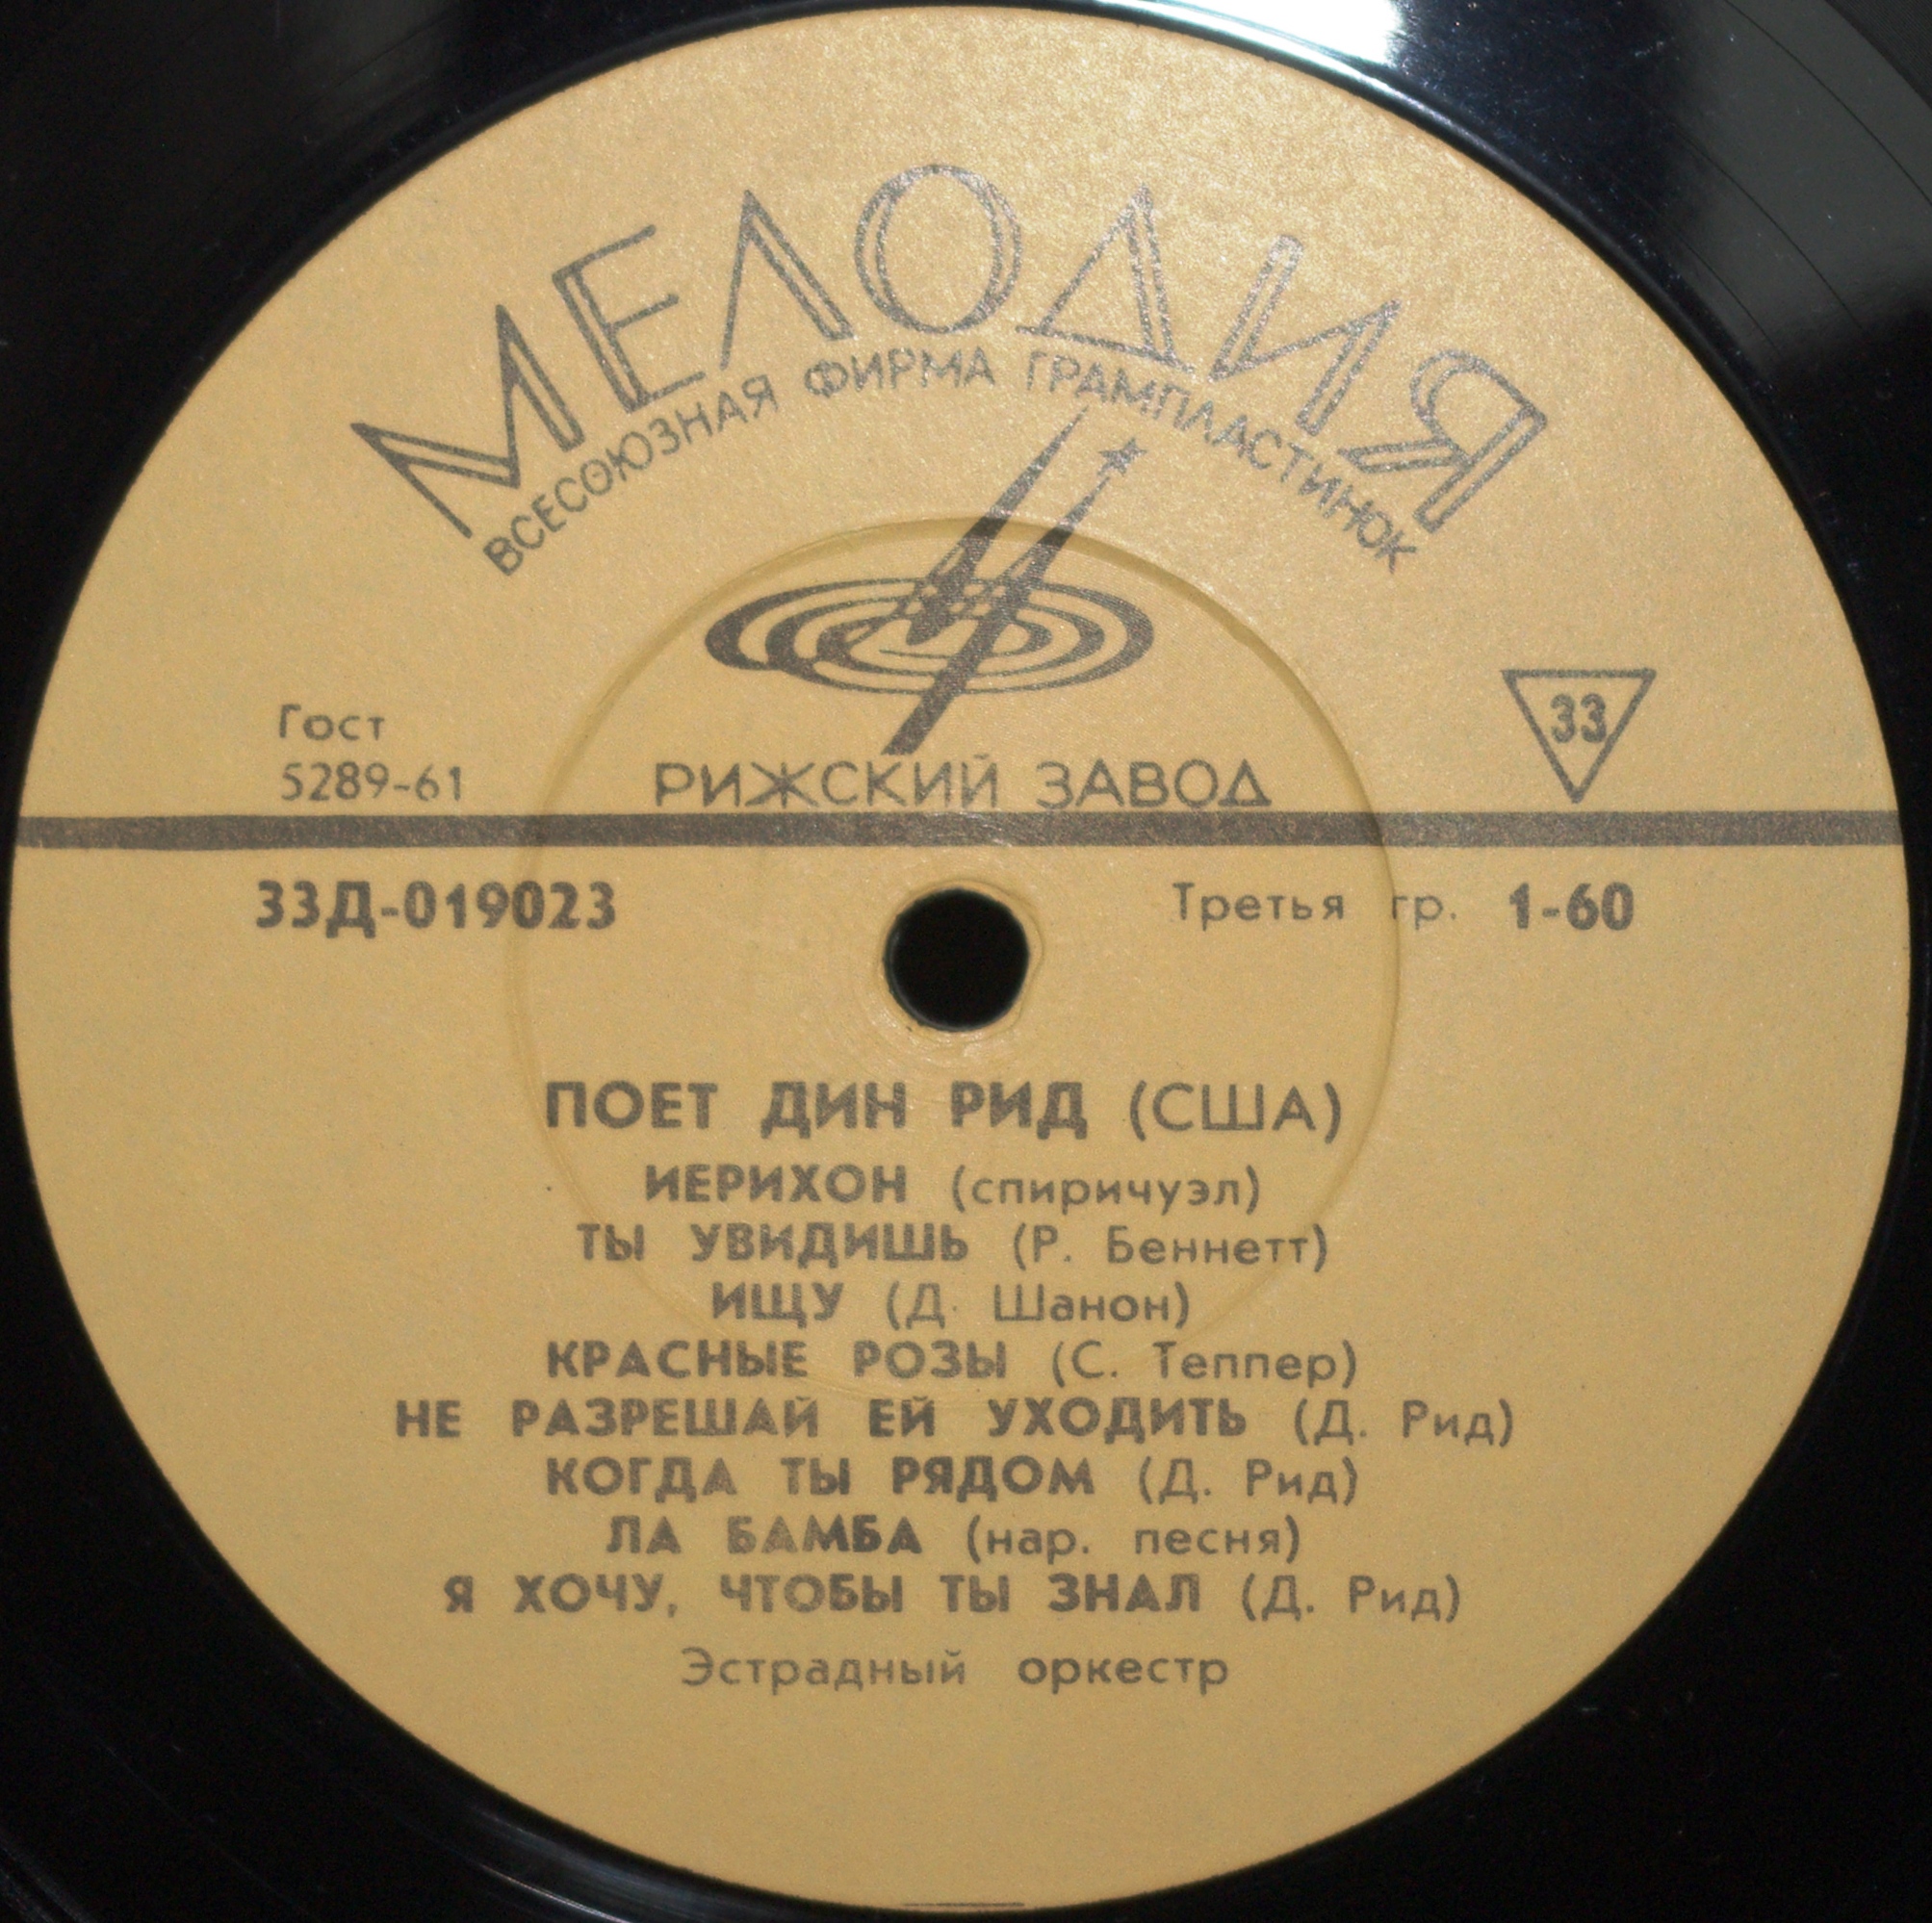 МЕЛОДИЯ
ВСЕСОЮЗНАЯ ФИРМА ГРАМПЛАСТИНОК
Гост
5289-61
РИЖСКИЙ ЗАВОД
33
33Д-019023
Третья гр. 1-60
ПОЕТ ДИН РИД (США)
ИЕРИХОН (спиричуэл)
ТЫ УВИДИШЬ (Р. Беннетт)
ИЩУ (Д. Шанон)
КРАСНЫЕ РОЗЫ (С. Теппер)
НЕ РАЗРЕШАЙ ЕЙ УХОДИТЬ (Д. Рид)
КОГДА ТЫ РЯДОМ (Д. Рид)
ЛА БАМБА (нар. песня)
Я ХОЧУ, ЧТОБЫ ТЫ ЗНАЛ (Д. Рид)
Эстрадный оркестр